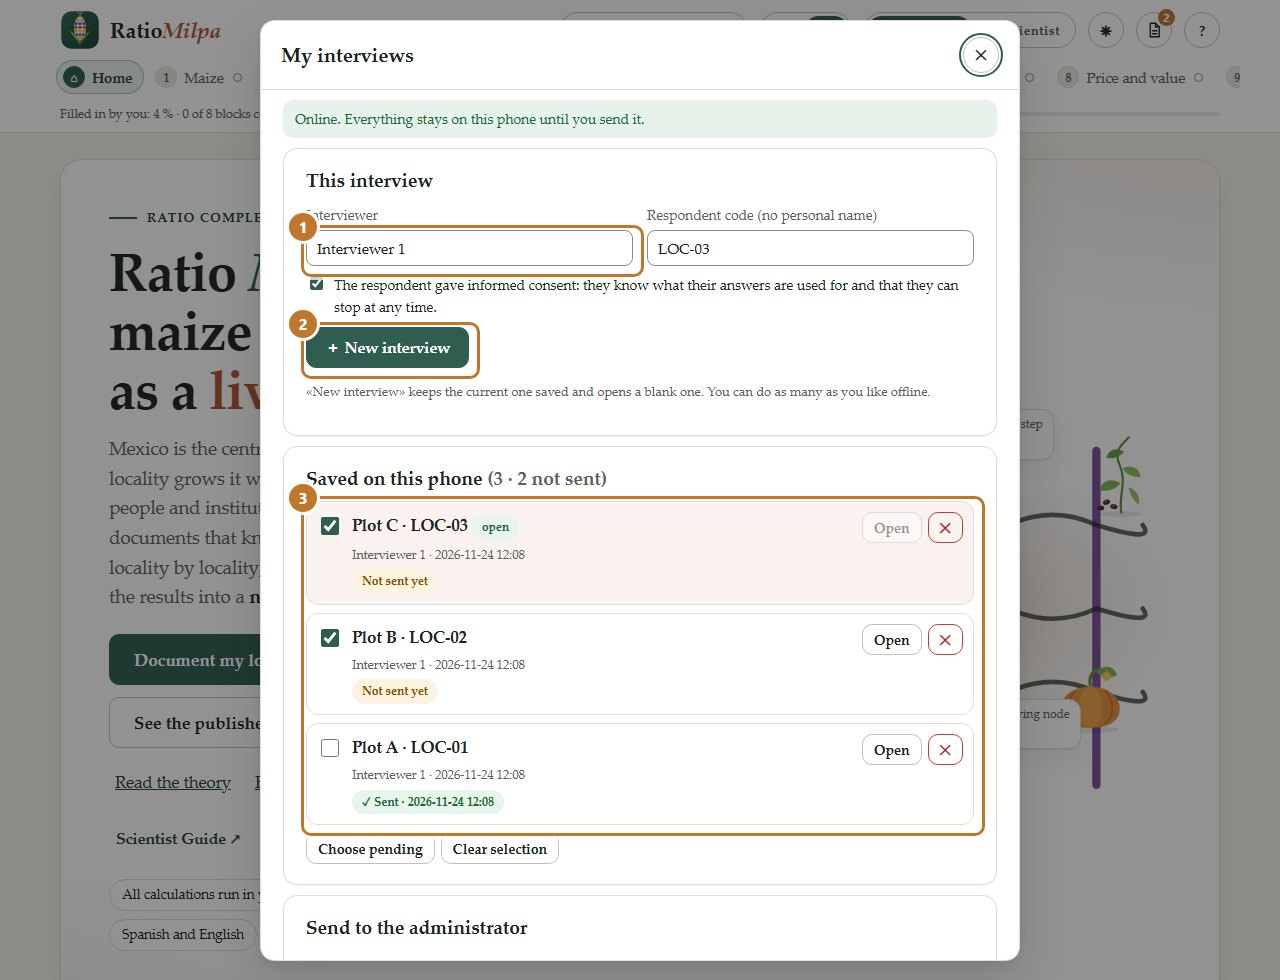 RatioMilpa
ientist
2
?
Home
1 Maize
8 Price and value
9
Filled in by you: 4 % · 0 of 8 blocks c
RATIO COMPLE
Ratio
maize
as a liv
Mexico is the centr
locality grows it w
people and institut
documents that kn
locality by locality,
the results into a n
Document my lo
See the publishe
Read the theory
Scientist Guide ↗
All calculations run in y
Spanish and English
step
ving node
My interviews
×
Online. Everything stays on this phone until you send it.
This interview
Interviewer
Respondent code (no personal name)
1
Interviewer 1
LOC-03
The respondent gave informed consent: they know what their answers are used for and that they can
stop at any time.
2
+ New interview
«New interview» keeps the current one saved and opens a blank one. You can do as many as you like offline.
Saved on this phone (3 · 2 not sent)
3
Plot C · LOC-03 open
Open ×
Interviewer 1 · 2026-11-24 12:08
Not sent yet
Plot B · LOC-02
Open ×
Interviewer 1 · 2026-11-24 12:08
Not sent yet
Plot A · LOC-01
Open ×
Interviewer 1 · 2026-11-24 12:08
✓ Sent · 2026-11-24 12:08
Choose pending
Clear selection
Send to the administrator